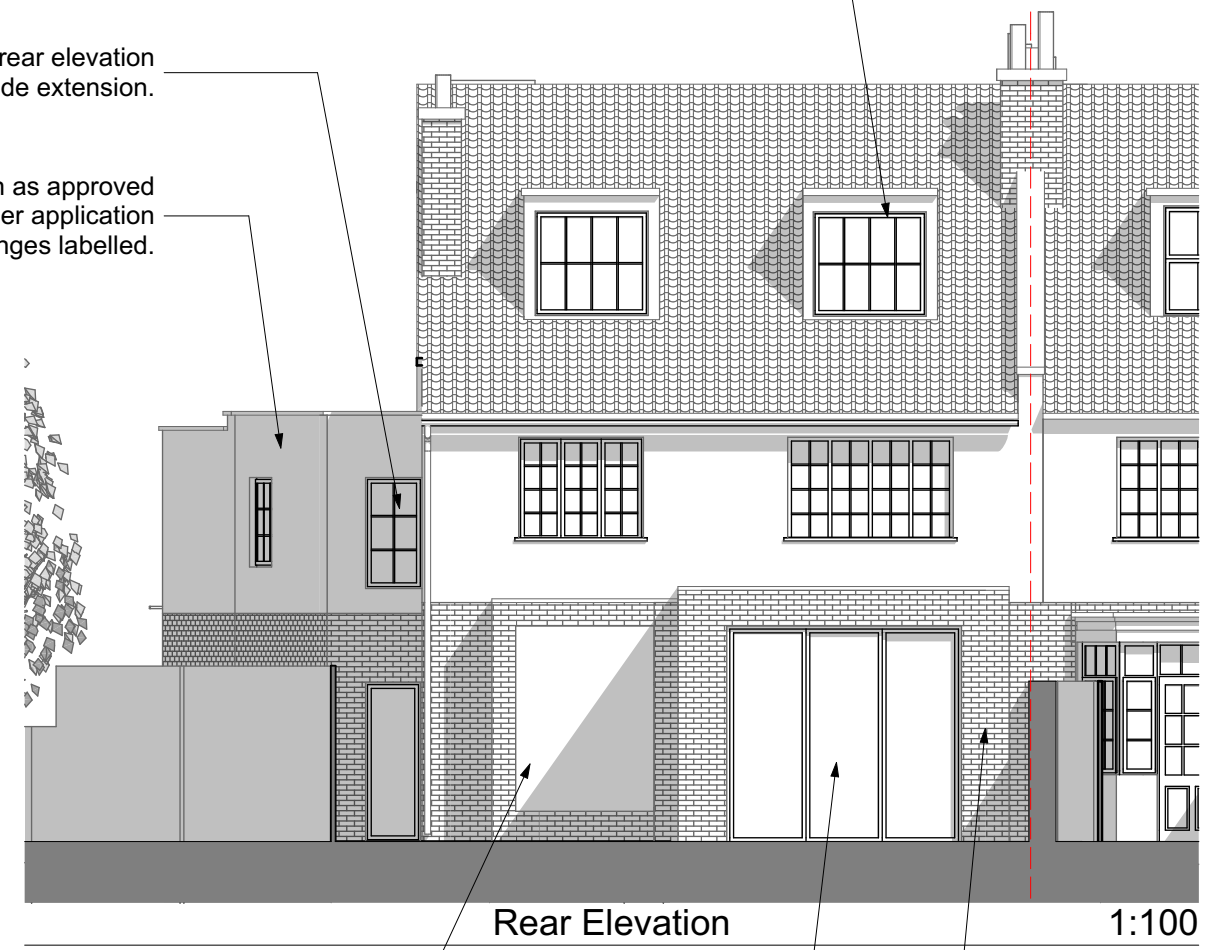 rear elevation
de extension.
n as approved
er application
nges labelled.
Rear Elevation
1:100